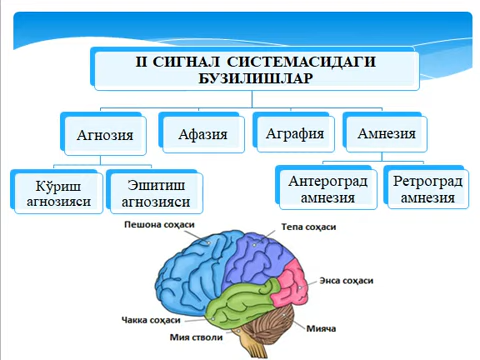 II СИГНАЛ СИСТЕМАСИДАГИ
БУЗИЛИШЛАР
Агнозия
Афазия
Аграфия
Амнезия
Кўриш
агнозияси
Эшитиш
агнозияси
Антероград
амнезия
Ретроград
амнезия
Пешона соҳаси
Тепа соҳаси
Энса соҳаси
Чакка соҳаси
Мия стволи
Мияча